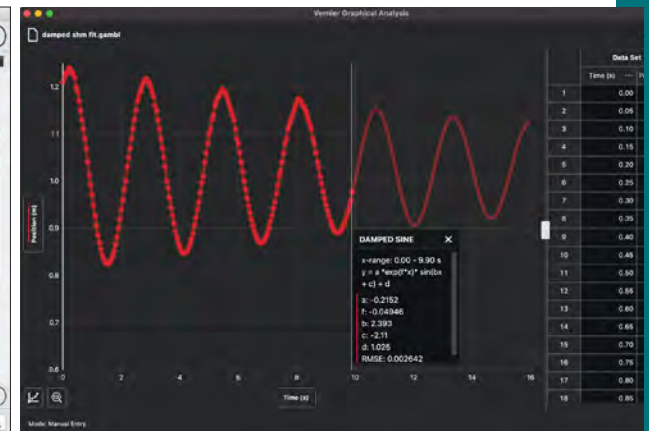 Vernier Graphical Analysis
damped shm fit.gambl
Data Set
Time (s)
1 0.00
2 0.05
3 0.10
4 0.15
5 0.20
6 0.25
7 0.30
8 0.35
9 0.40
10 0.45
11 0.50
12 0.55
13 0.60
14 0.65
15 0.70
16 0.75
17 0.80
18 0.85
1.2
1.1
1.0
0.9
0.8
0.7
0.6
Position (m)
DAMPED SINE X
x-range: 0.00 - 9.90 s
y = a *exp(f*x)* sin(bx
+ c) + d
a: -0.2152
f: -0.04946
b: 2.393
c: -2.11
d: 1.025
RMSE: 0.002642
0 2 4 6 8 10 12 14 16
Time (s)
Mode: Manual Entry